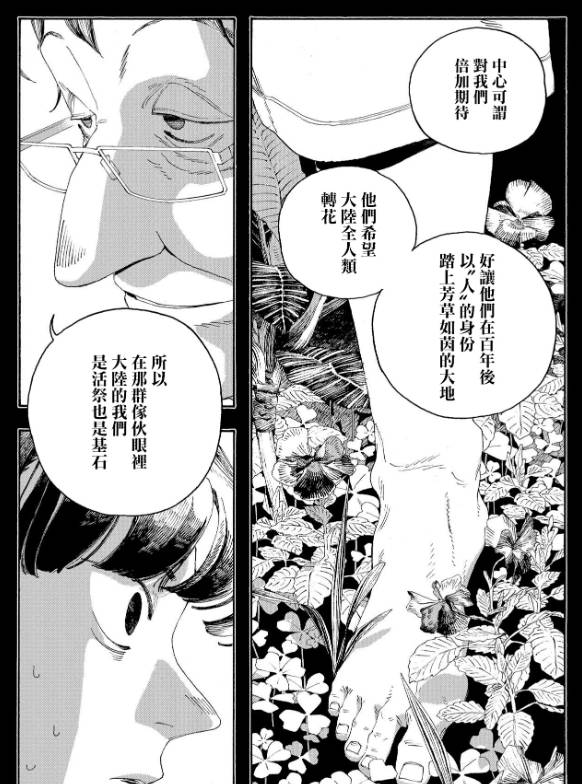 中心可謂
對我們
倍加期待
他們希望
大陸全人類
轉花
好讓他們在百年後
以〝人〞的身份
踏上芳草如茵的大地
所以
在那群傢伙眼裡
大陸的我們
是活祭也是基石